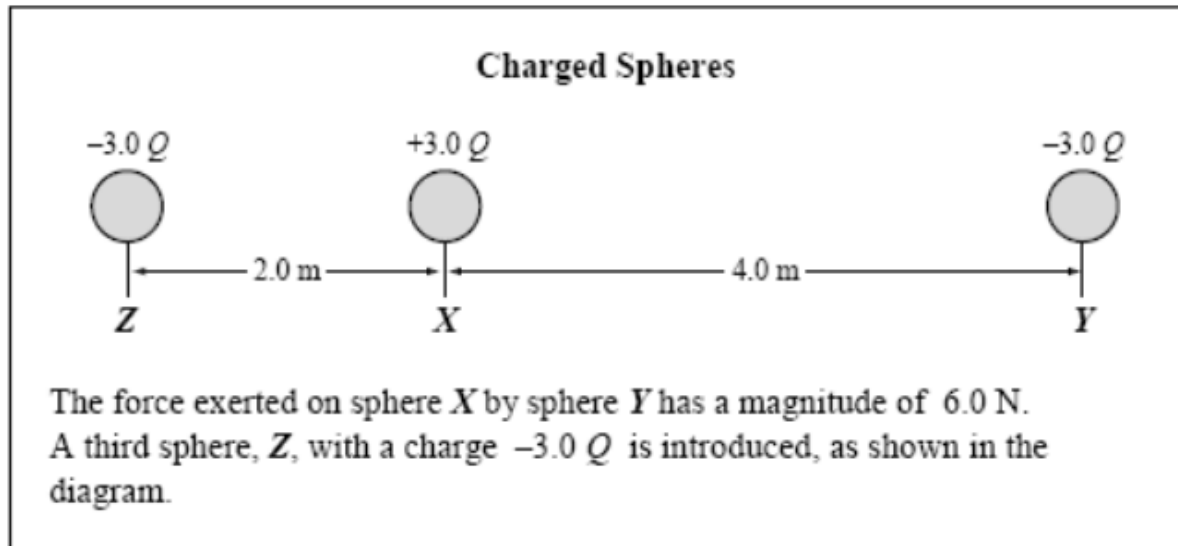 Charged Spheres
–3.0 Q +3.0 Q –3.0 Q
2.0 m 4.0 m
Z X Y
The force exerted on sphere X by sphere Y has a magnitude of 6.0 N.
A third sphere, Z, with a charge –3.0 Q is introduced, as shown in the
diagram.